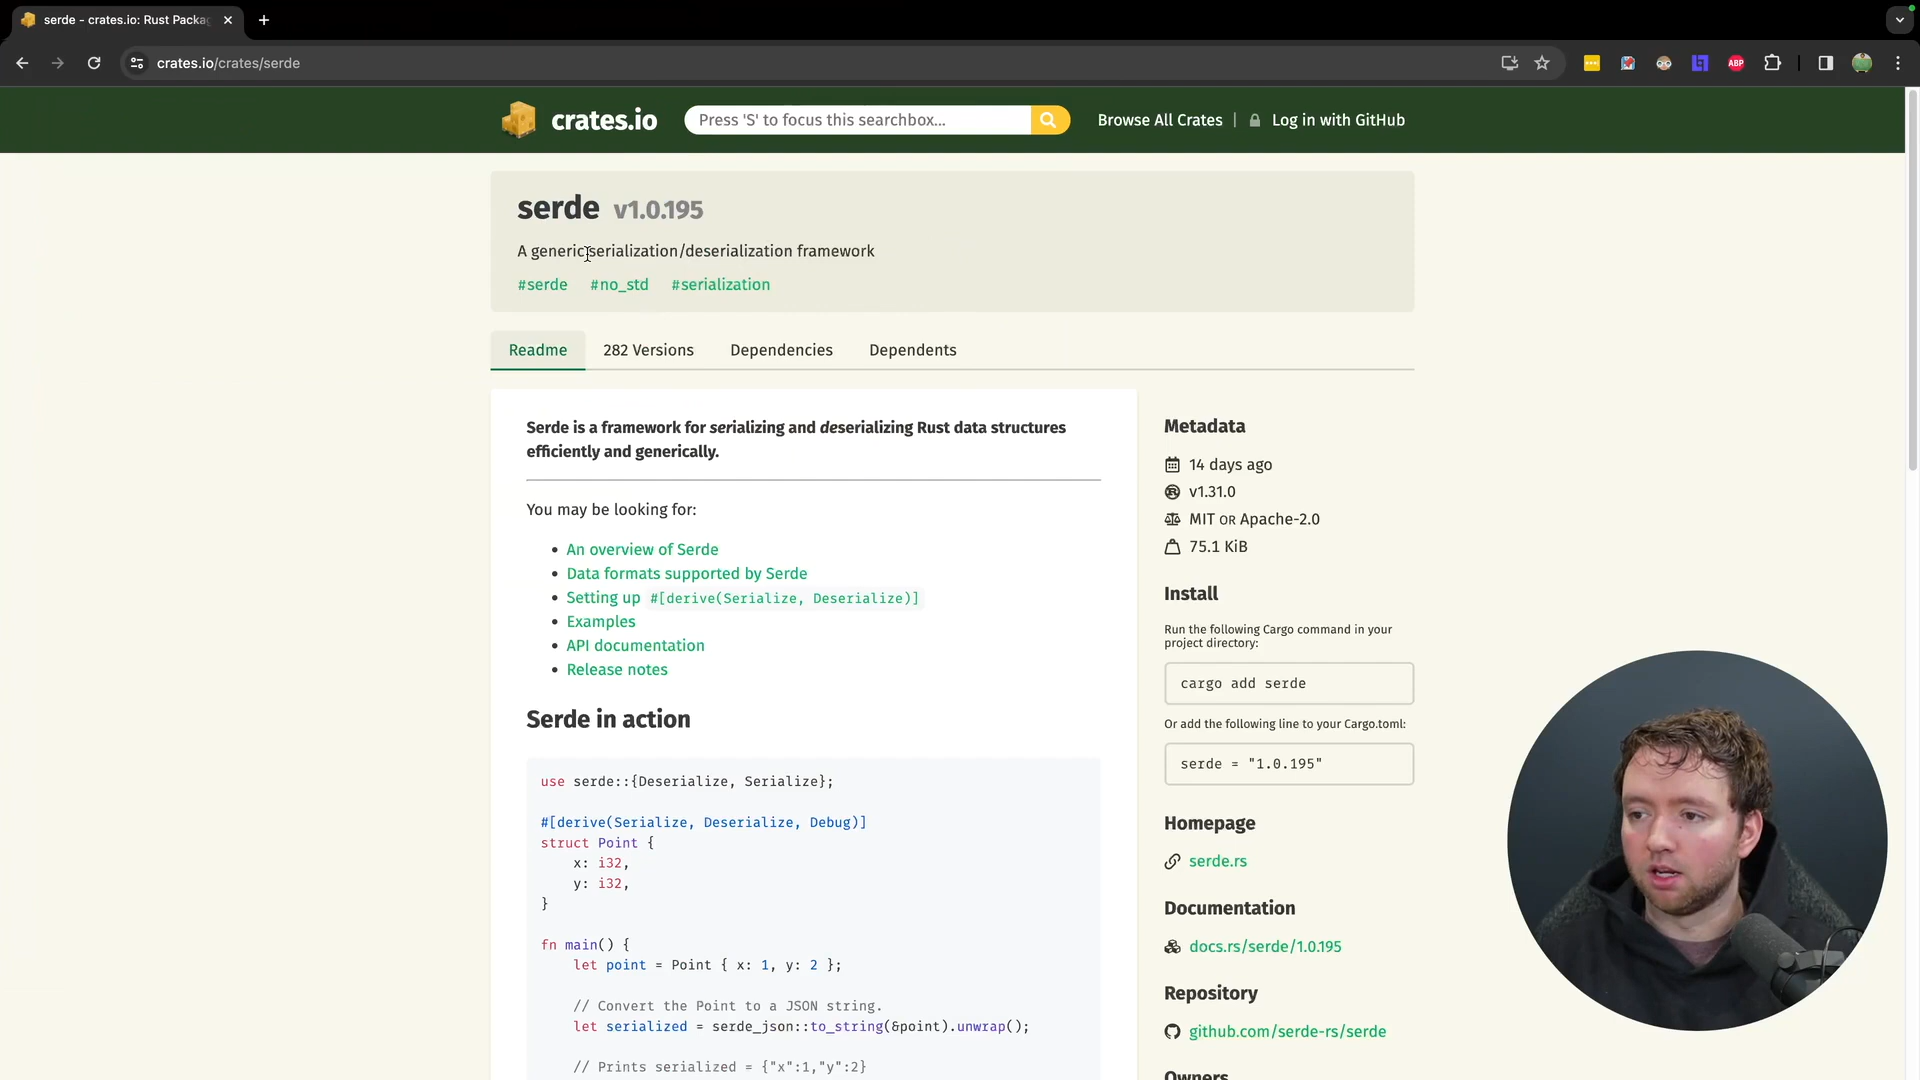 serde - crates.io: Rust Packa
crates.io/crates/serde
ABP
crates.io
Press 'S' to focus this searchbox...
Browse All Crates | Log in with GitHub
serde v1.0.195
A generic serialization/deserialization framework
#serde #no_std #serialization
Readme 282 Versions Dependencies Dependents
Serde is a framework for serializing and deserializing Rust data structures
efficiently and generically.
You may be looking for:
• An overview of Serde
• Data formats supported by Serde
• Setting up #[derive(Serialize, Deserialize)]
• Examples
• API documentation
• Release notes
Serde in action
use serde::{Deserialize, Serialize};
#[derive(Serialize, Deserialize, Debug)]
struct Point {
x: i32,
y: i32,
}
fn main() {
let point = Point { x: 1, y: 2 };
// Convert the Point to a JSON string.
let serialized = serde_json::to_string(&point).unwrap();
// Prints serialized = {"x":1,"y":2}
Metadata
14 days ago
v1.31.0
MIT OR Apache-2.0
75.1 KiB
Install
Run the following Cargo command in your
project directory:
cargo add serde
Or add the following line to your Cargo.toml:
serde = "1.0.195"
Homepage
serde.rs
Documentation
docs.rs/serde/1.0.195
Repository
github.com/serde-rs/serde
Owners